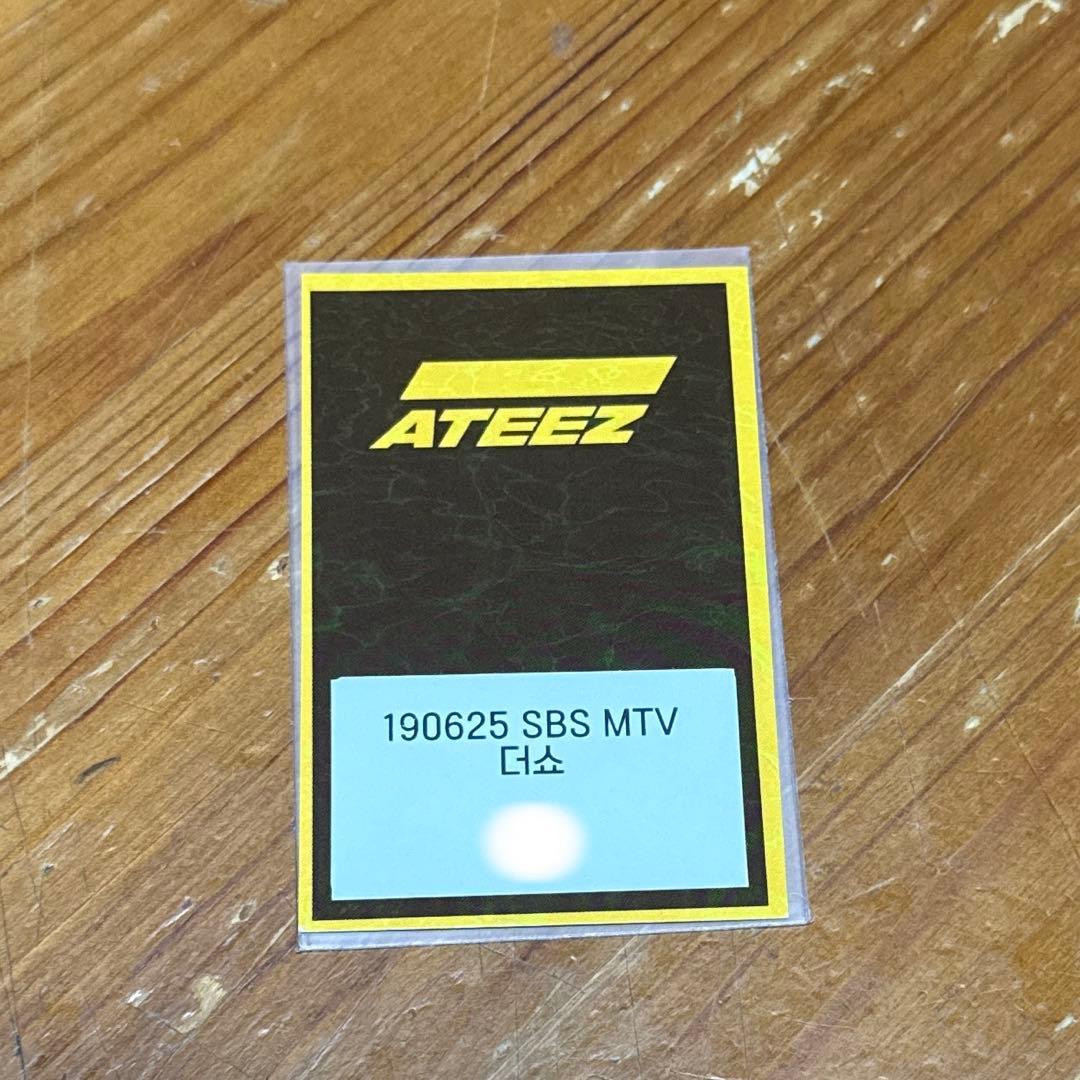 ATEEZ
190625 SBS MTV
더쇼